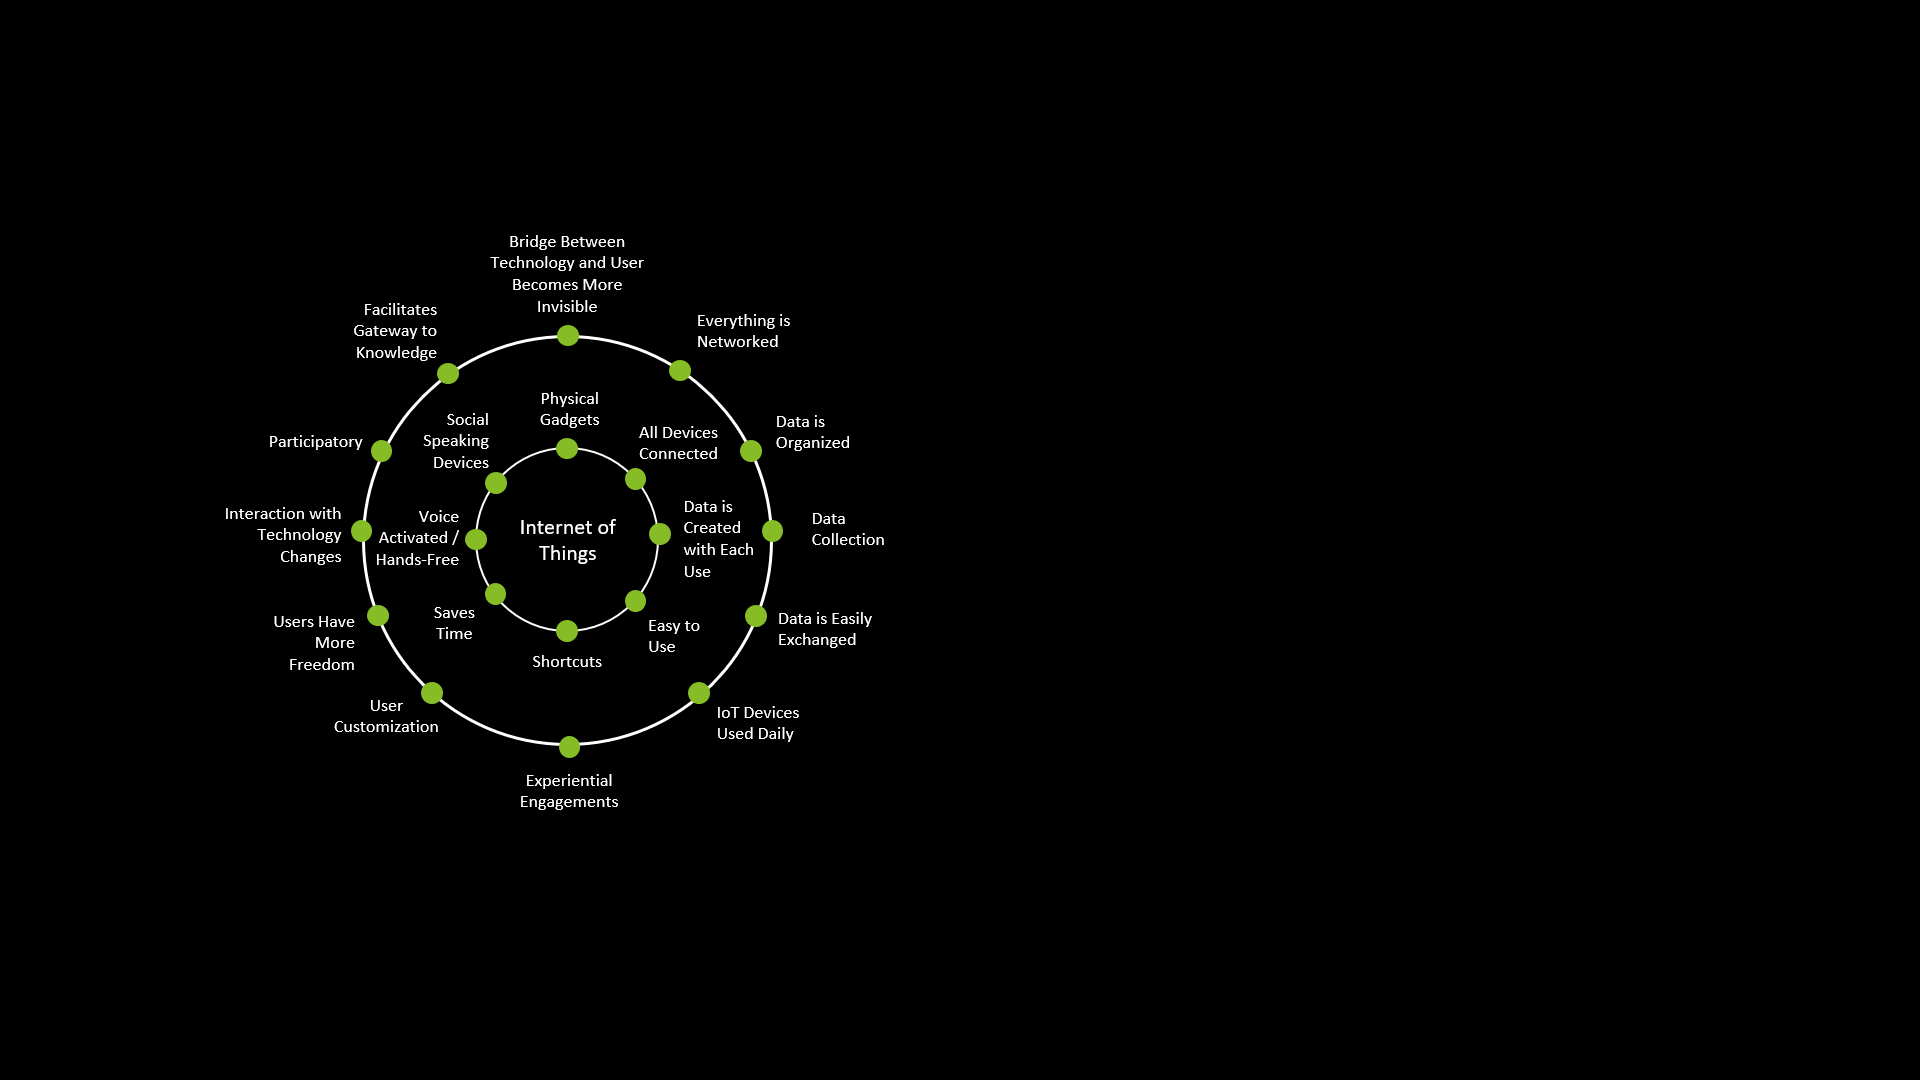 Bridge Between
Technology and User
Becomes More
Invisible
Facilitates
Gateway to
Knowledge
Everything is
Networked
Physical
Gadgets
Social
Speaking
Devices
All Devices
Connected
Data is
Organized
Participatory
Interaction with
Technology
Changes
Voice
Activated /
Hands-Free
Internet of
Things
Data is
Created
with Each
Use
Data
Collection
Users Have
More
Freedom
Saves
Time
Shortcuts
Easy to
Use
Data is Easily
Exchanged
User
Customization
IoT Devices
Used Daily
Experiential
Engagements